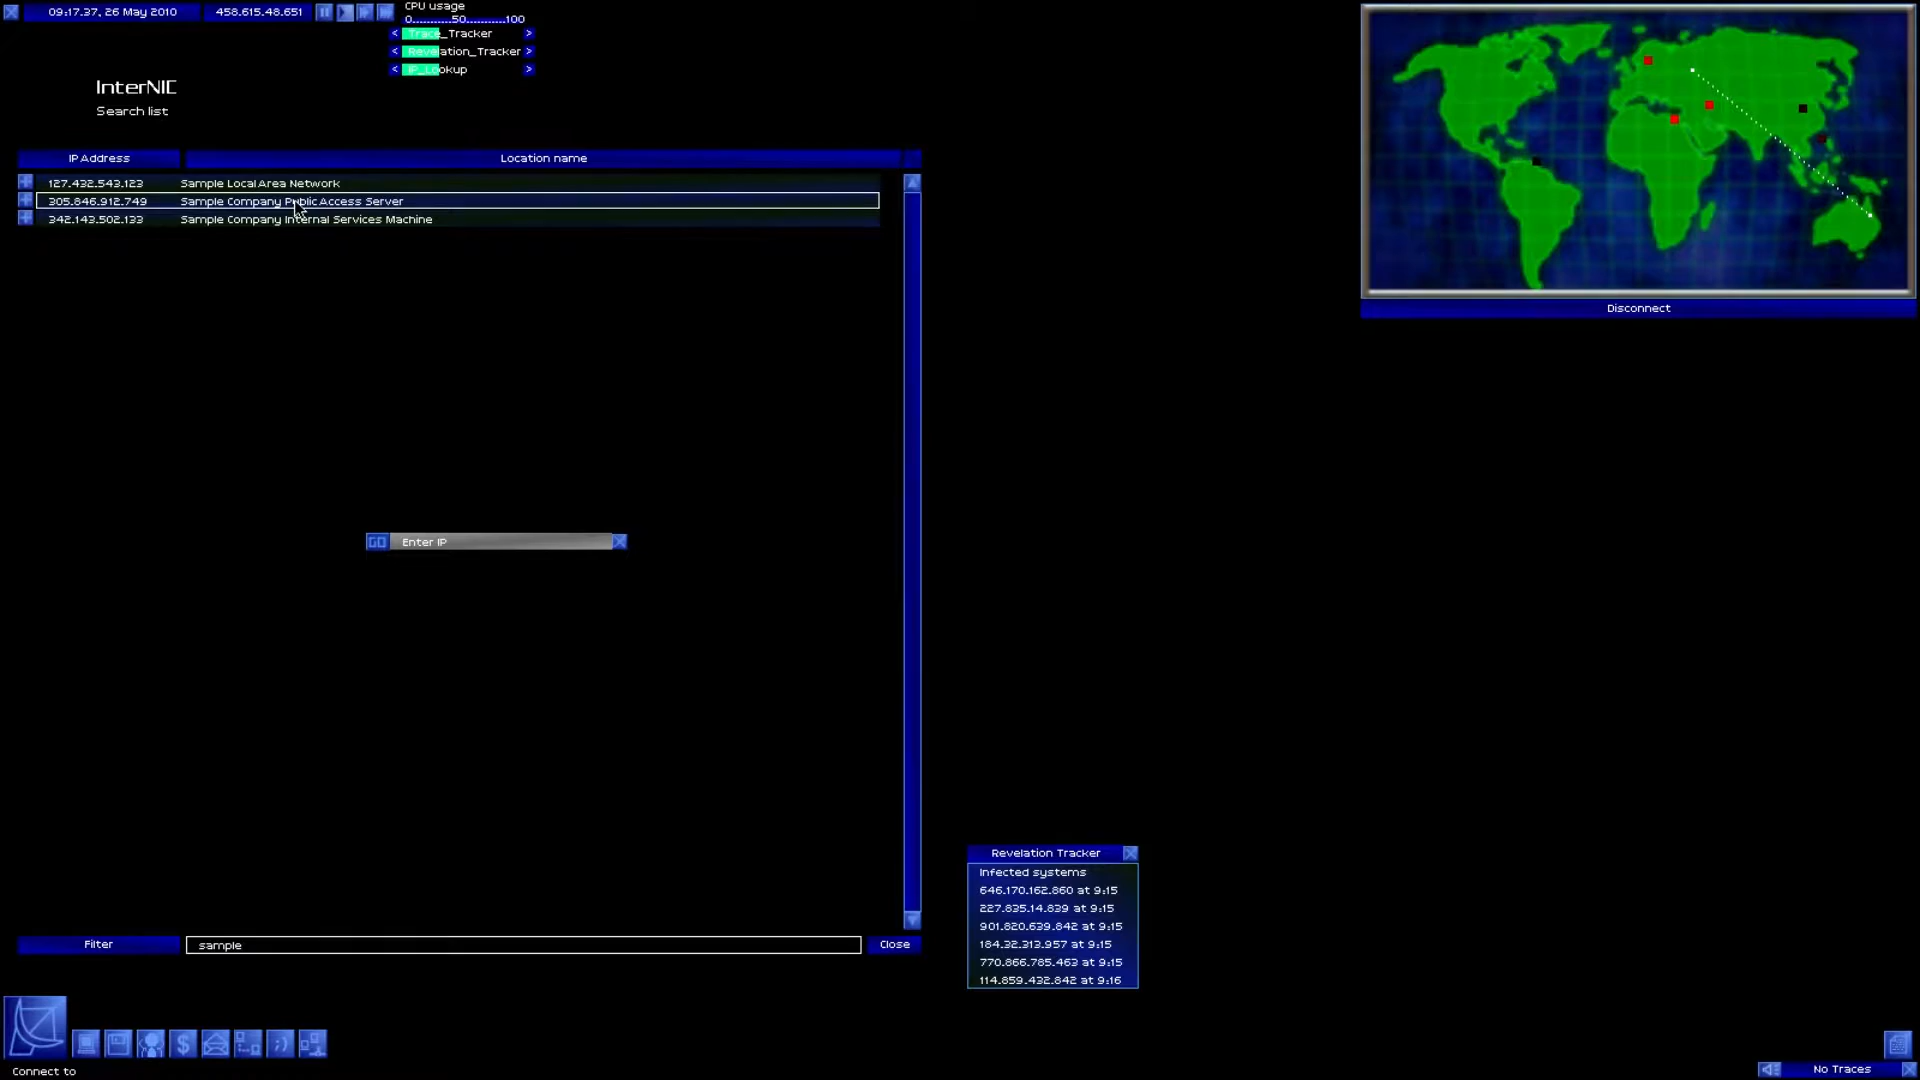 09:17.37, 26 May 2010
458.615.48.651
CPU usage
0..........50..........100
< Trace_Tracker >
< Revelation_Tracker >
< IP_Lookup >
InterNIC
Search list
IP Address
Location name
127.432.543.123 Sample Local Area Network
305.846.912.749 Sample Company Public Access Server
342.143.502.133 Sample Company Internal Services Machine
Disconnect
GO Enter IP
Revelation Tracker
Infected systems
646.170.162.860 at 9:15
227.835.14.839 at 9:15
901.820.639.842 at 9:15
184.32.313.957 at 9:15
770.866.785.463 at 9:15
114.859.432.842 at 9:16
Filter
sample
Close
$
;)
Connect to
No Traces